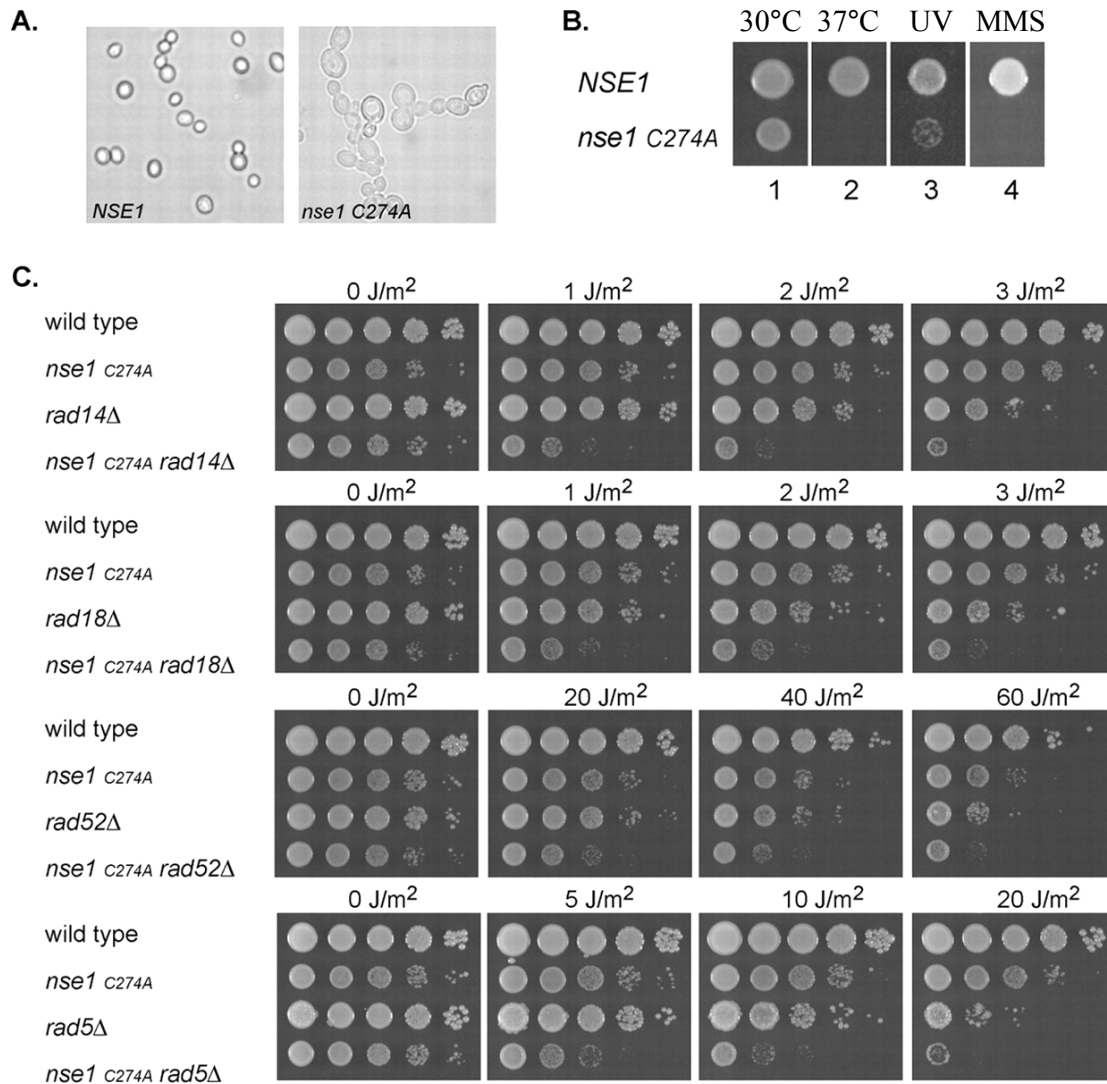 A.
NSE1
nse1 C274A
B.
30°C 37°C UV MMS
NSE1
nse1 C274A
1 2 3 4
C.
0 J/m² 1 J/m² 2 J/m² 3 J/m²
wild type
nse1 C274A
rad14Δ
nse1 C274A rad14Δ
0 J/m² 1 J/m² 2 J/m² 3 J/m²
wild type
nse1 C274A
rad18Δ
nse1 C274A rad18Δ
0 J/m² 20 J/m² 40 J/m² 60 J/m²
wild type
nse1 C274A
rad52Δ
nse1 C274A rad52Δ
0 J/m² 5 J/m² 10 J/m² 20 J/m²
wild type
nse1 C274A
rad5Δ
nse1 C274A rad5Δ